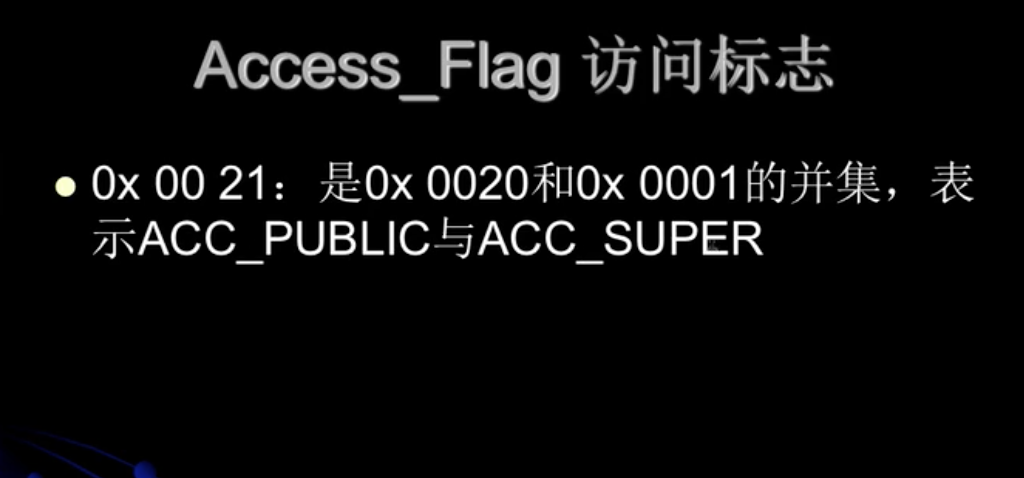 Access_Flag 访问标志
0x 00 21：是0x 0020和0x 0001的并集，表
示ACC_PUBLIC与ACC_SUPER